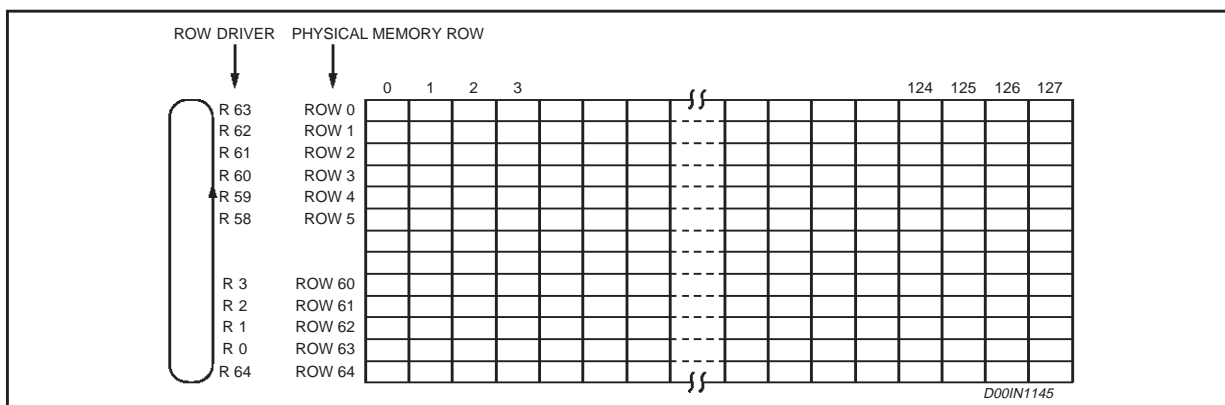 ROW DRIVER PHYSICAL MEMORY ROW
0 1 2 3 124 125 126 127
R 63 ROW 0
R 62 ROW 1
R 61 ROW 2
R 60 ROW 3
R 59 ROW 4
R 58 ROW 5
R 3 ROW 60
R 2 ROW 61
R 1 ROW 62
R 0 ROW 63
R 64 ROW 64
D00IN1145